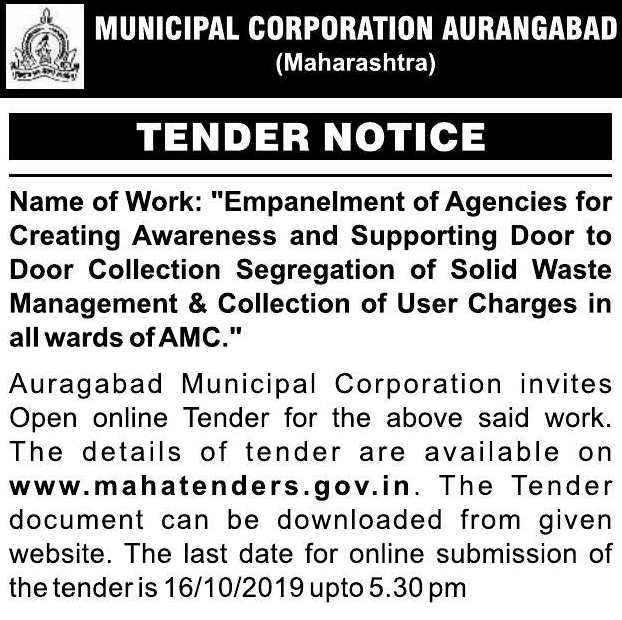 MUNICIPAL CORPORATION AURANGABAD
(Maharashtra)
TENDER NOTICE
Name of Work: "Empanelment of Agencies for
Creating Awareness and Supporting Door to
Door Collection Segregation of Solid Waste
Management & Collection of User Charges in
all wards of AMC."
Auragabad Municipal Corporation invites
Open online Tender for the above said work.
The details of tender are available on
www.mahatenders.gov.in. The Tender
document can be downloaded from given
website. The last date for online submission of
the tender is 16/10/2019 upto 5.30 pm